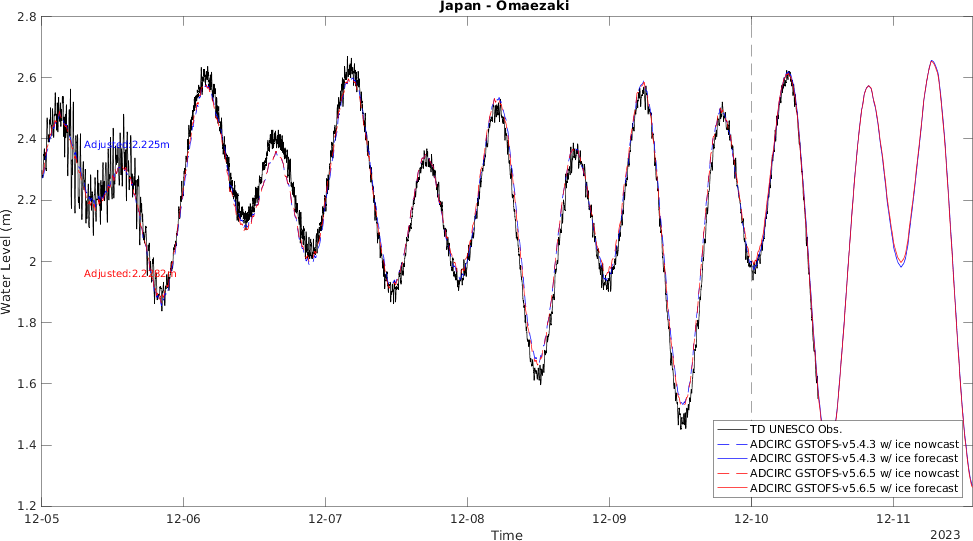 Japan - Omaezaki
2.8
2.6
2.4
2.2
2
1.8
1.6
1.4
1.2
Water Level (m)
Adjusted:2.225m
TD UNESCO Obs.
ADCIRC GSTOFS-v5.4.3 w/ ice nowcast
ADCIRC GSTOFS-v5.4.3 w/ ice forecast
ADCIRC GSTOFS-v5.6.5 w/ ice nowcast
ADCIRC GSTOFS-v5.6.5 w/ ice forecast
12-05
12-06
12-07
12-08
12-09
12-10
12-11
Time
2023